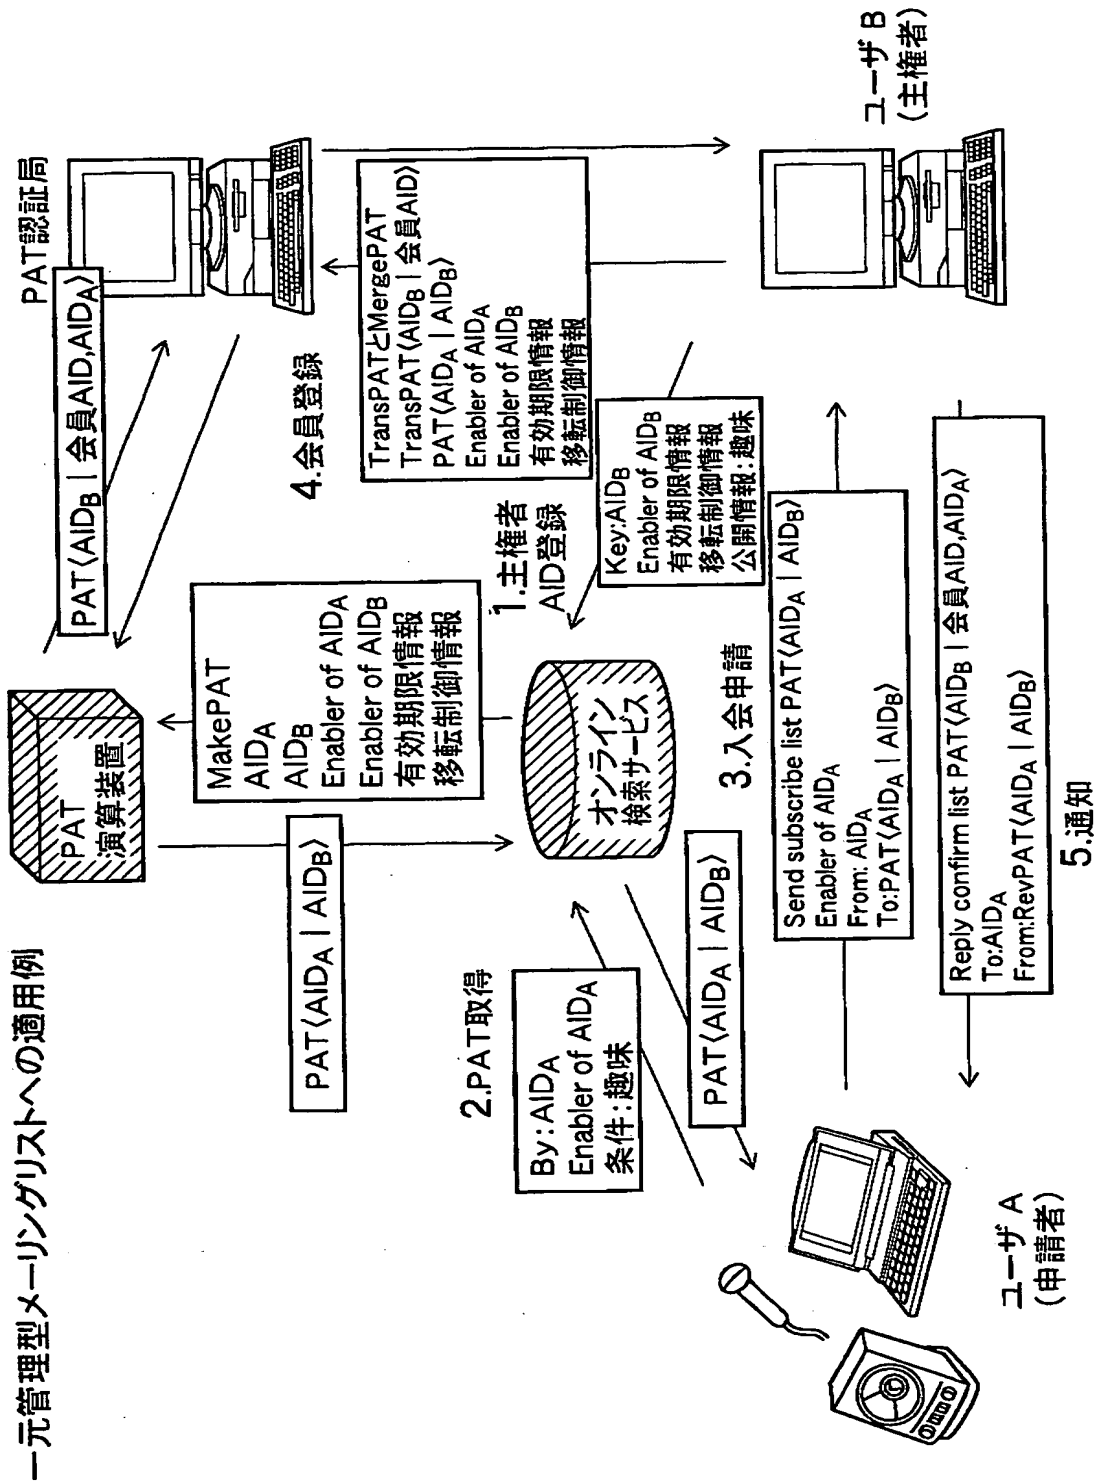 一元管理型メーリングリストへの適用例
PAT
演算装置
PAT認証局
PAT⟨AIDB | 会員AID,AIDA⟩
PAT⟨AIDA | AIDB⟩
MakePAT
AIDA
AIDB
Enabler of AIDA
Enabler of AIDB
有効期限情報
移転制御情報
4.会員登録
TransPATとMergePAT
TransPAT⟨AIDB | 会員AID⟩
PAT⟨AIDA | AIDB⟩
Enabler of AIDA
Enabler of AIDB
有効期限情報
移転制御情報
1.主権者
AID登録
Key:AIDB
Enabler of AIDB
有効期限情報
移転制御情報
公開情報:趣味
2.PAT取得
By:AIDA
Enabler of AIDA
条件:趣味
オンライン
検索サービス
PAT⟨AIDA | AIDB⟩
3.入会申請
Send subscribe list PAT⟨AIDA | AIDB⟩
Enabler of AIDA
From: AIDA
To:PAT⟨AIDA | AIDB⟩
Reply confirm list PAT⟨AIDB | 会員AID,AIDA⟩
To:AIDA
From:RevPAT⟨AIDA | AIDB⟩
5.通知
ユーザ A
(申請者)
ユーザ B
(主権者)